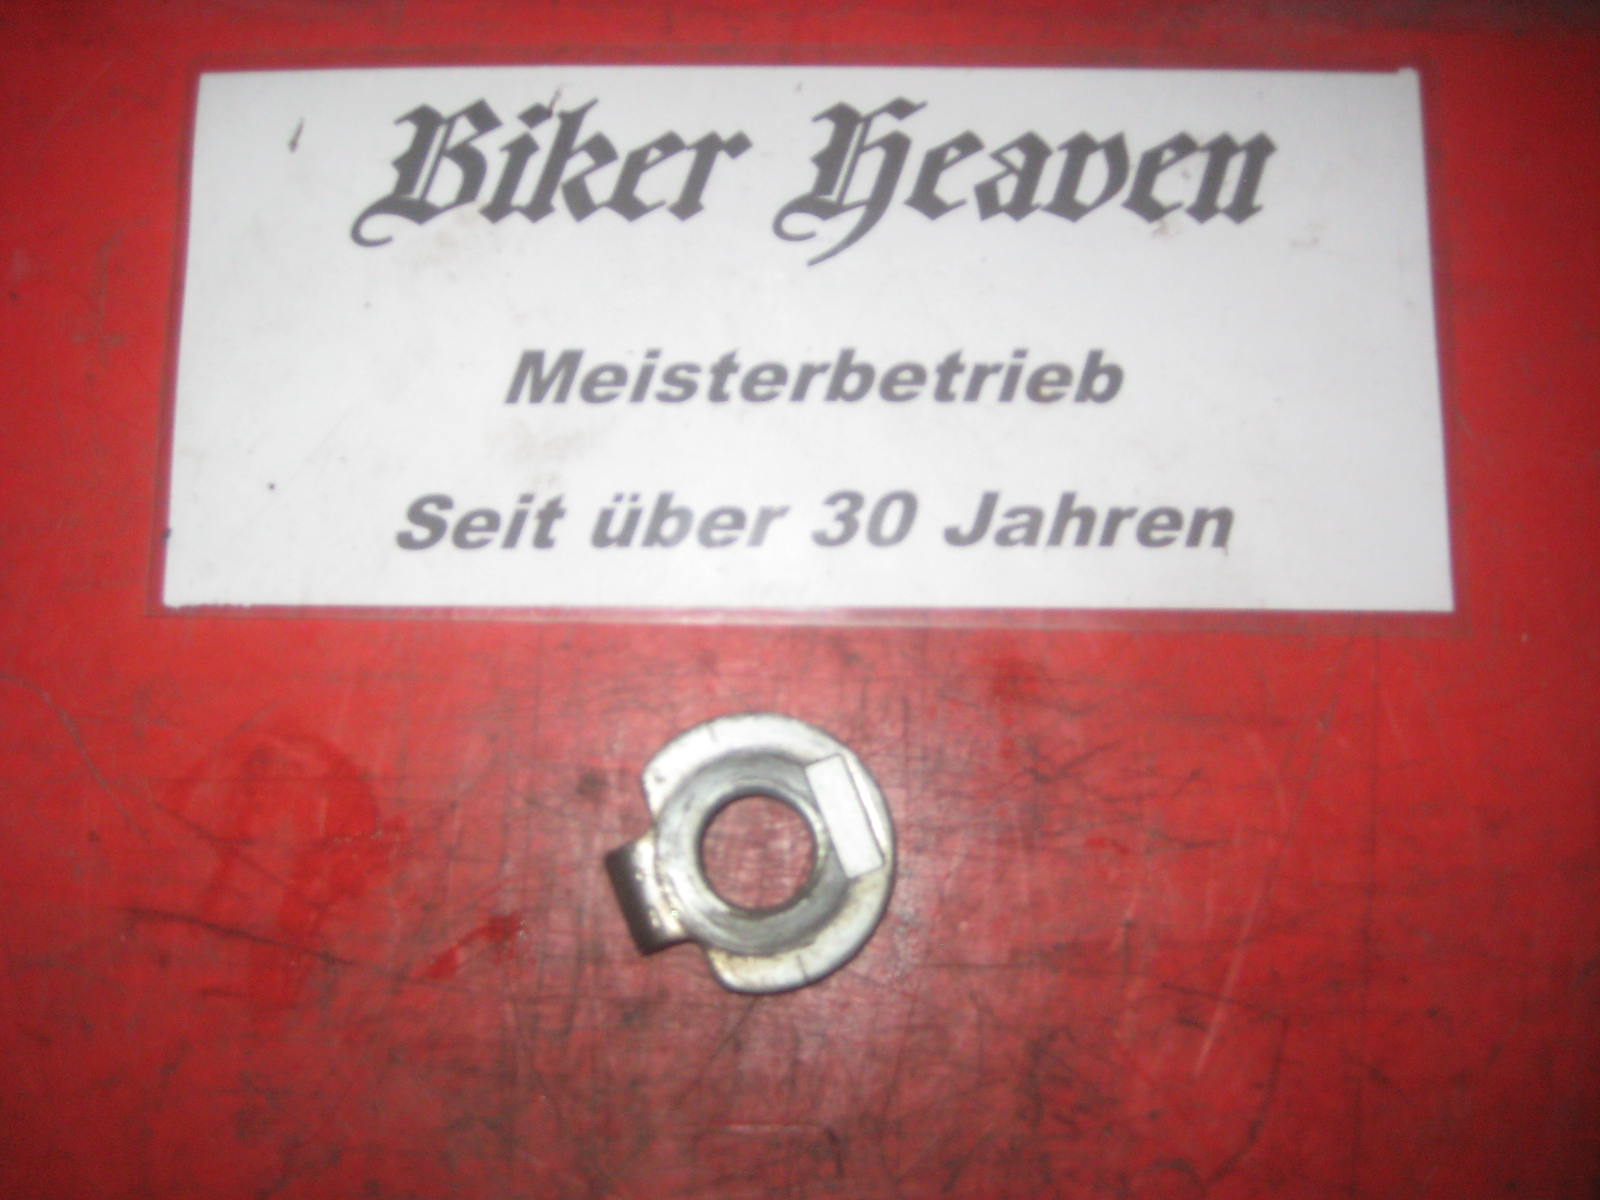 Biker Heaven
Meisterbetrieb
Seit über 30 Jahren